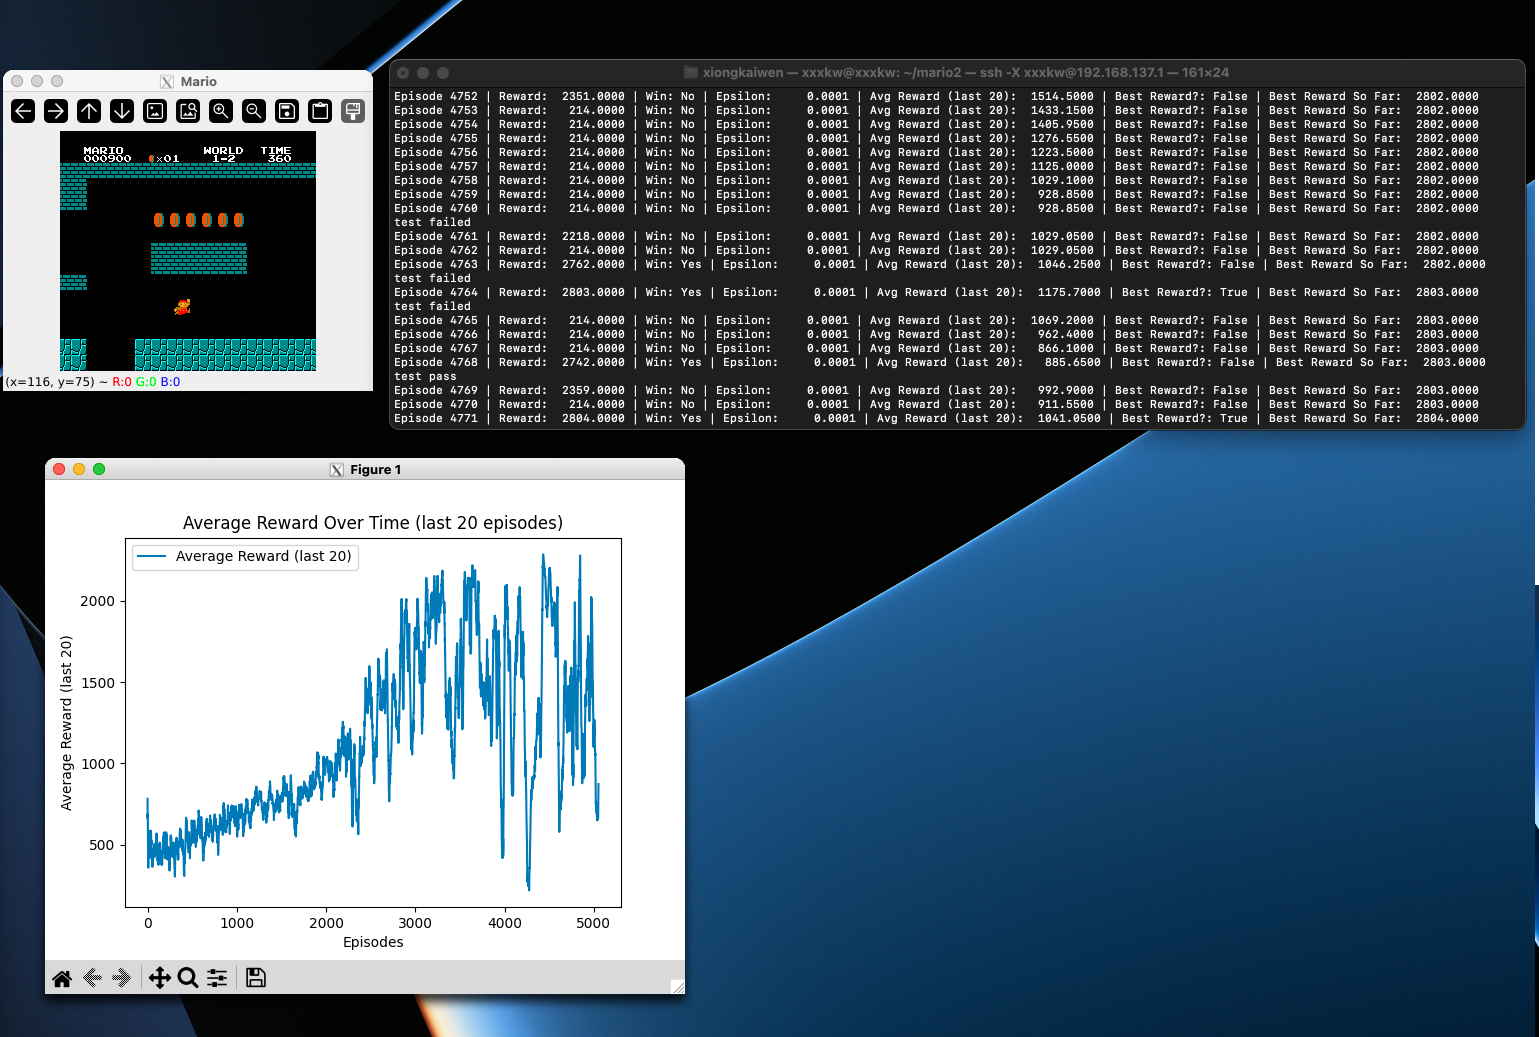 Mario
MARIO
000900 ×01
WORLD
1-2
TIME
360
(x=116, y=75) ~ R:0 G:0 B:0
xiongkaiwen — xxxkw@xxxkw: ~/mario2 — ssh -X xxxkw@192.168.137.1 — 161×24
Episode 4752 | Reward: 2351.0000 | Win: No | Epsilon: 0.0001 | Avg Reward (last 20): 1514.5000 | Best Reward?: False | Best Reward So Far: 2802.0000
Episode 4753 | Reward: 214.0000 | Win: No | Epsilon: 0.0001 | Avg Reward (last 20): 1433.1500 | Best Reward?: False | Best Reward So Far: 2802.0000
Episode 4754 | Reward: 214.0000 | Win: No | Epsilon: 0.0001 | Avg Reward (last 20): 1405.9500 | Best Reward?: False | Best Reward So Far: 2802.0000
Episode 4755 | Reward: 214.0000 | Win: No | Epsilon: 0.0001 | Avg Reward (last 20): 1276.5500 | Best Reward?: False | Best Reward So Far: 2802.0000
Episode 4756 | Reward: 214.0000 | Win: No | Epsilon: 0.0001 | Avg Reward (last 20): 1223.5000 | Best Reward?: False | Best Reward So Far: 2802.0000
Episode 4757 | Reward: 214.0000 | Win: No | Epsilon: 0.0001 | Avg Reward (last 20): 1125.0000 | Best Reward?: False | Best Reward So Far: 2802.0000
Episode 4758 | Reward: 214.0000 | Win: No | Epsilon: 0.0001 | Avg Reward (last 20): 1029.1000 | Best Reward?: False | Best Reward So Far: 2802.0000
Episode 4759 | Reward: 214.0000 | Win: No | Epsilon: 0.0001 | Avg Reward (last 20): 928.8500 | Best Reward?: False | Best Reward So Far: 2802.0000
Episode 4760 | Reward: 214.0000 | Win: No | Epsilon: 0.0001 | Avg Reward (last 20): 928.8500 | Best Reward?: False | Best Reward So Far: 2802.0000
test failed
Episode 4761 | Reward: 2218.0000 | Win: No | Epsilon: 0.0001 | Avg Reward (last 20): 1029.0500 | Best Reward?: False | Best Reward So Far: 2802.0000
Episode 4762 | Reward: 214.0000 | Win: No | Epsilon: 0.0001 | Avg Reward (last 20): 1029.0500 | Best Reward?: False | Best Reward So Far: 2802.0000
Episode 4763 | Reward: 2762.0000 | Win: Yes | Epsilon: 0.0001 | Avg Reward (last 20): 1046.2500 | Best Reward?: False | Best Reward So Far: 2802.0000
test failed
Episode 4764 | Reward: 2803.0000 | Win: Yes | Epsilon: 0.0001 | Avg Reward (last 20): 1175.7000 | Best Reward?: True | Best Reward So Far: 2803.0000
test failed
Episode 4765 | Reward: 214.0000 | Win: No | Epsilon: 0.0001 | Avg Reward (last 20): 1069.2000 | Best Reward?: False | Best Reward So Far: 2803.0000
Episode 4766 | Reward: 214.0000 | Win: No | Epsilon: 0.0001 | Avg Reward (last 20): 962.4000 | Best Reward?: False | Best Reward So Far: 2803.0000
Episode 4767 | Reward: 214.0000 | Win: No | Epsilon: 0.0001 | Avg Reward (last 20): 866.1000 | Best Reward?: False | Best Reward So Far: 2803.0000
Episode 4768 | Reward: 2742.0000 | Win: Yes | Epsilon: 0.0001 | Avg Reward (last 20): 885.6500 | Best Reward?: False | Best Reward So Far: 2803.0000
test pass
Episode 4769 | Reward: 2359.0000 | Win: No | Epsilon: 0.0001 | Avg Reward (last 20): 992.9000 | Best Reward?: False | Best Reward So Far: 2803.0000
Episode 4770 | Reward: 214.0000 | Win: No | Epsilon: 0.0001 | Avg Reward (last 20): 911.5500 | Best Reward?: False | Best Reward So Far: 2803.0000
Episode 4771 | Reward: 2804.0000 | Win: Yes | Epsilon: 0.0001 | Avg Reward (last 20): 1041.0500 | Best Reward?: True | Best Reward So Far: 2804.0000
Figure 1
Average Reward Over Time (last 20 episodes)
Average Reward (last 20)
Average Reward (last 20)
2000
1500
1000
500
0 1000 2000 3000 4000 5000
Episodes